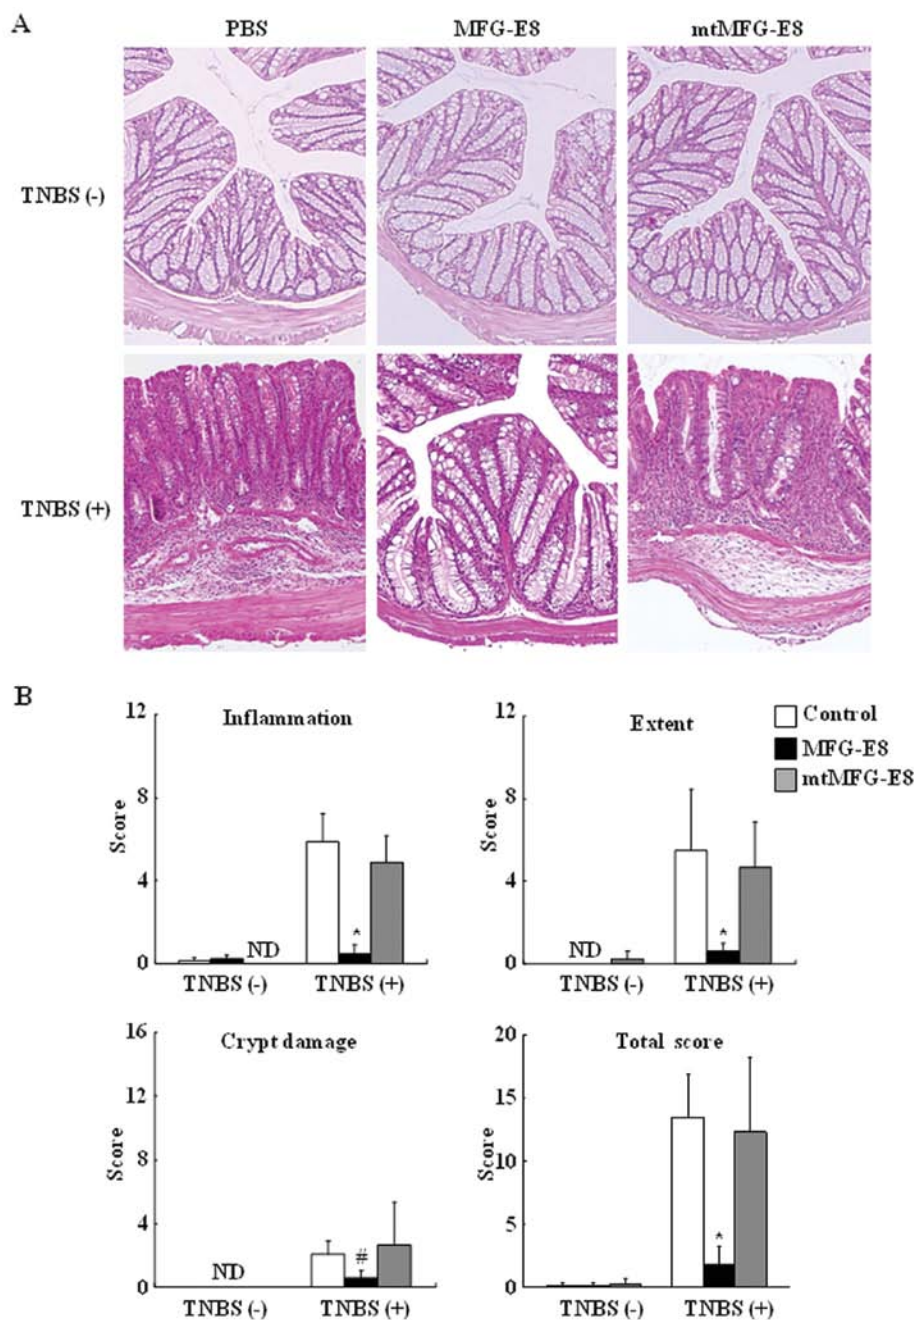 A
PBS MFG-E8 mtMFG-E8
TNBS (-)
TNBS (+)
B
12 Inflammation
8
4
0
Score
ND
*
TNBS (-) TNBS (+)
12 Extent
8
4
0
Score
ND
*
TNBS (-) TNBS (+)
Control
MFG-E8
mtMFG-E8
16 Crypt damage
12
8
4
0
Score
ND
#
TNBS (-) TNBS (+)
20 Total score
15
10
5
0
Score
*
TNBS (-) TNBS (+)